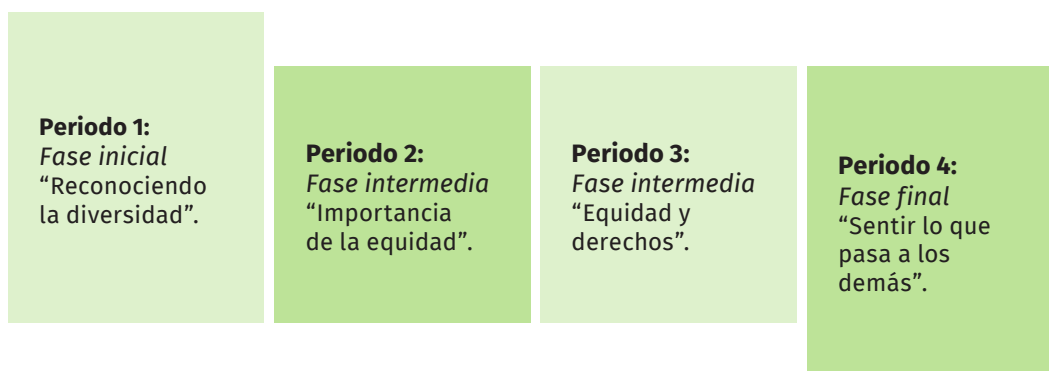 Periodo 1:
Fase inicial
“Reconociendo
la diversidad”.
Periodo 2:
Fase intermedia
“Importancia
de la equidad”.
Periodo 3:
Fase intermedia
“Equidad y
derechos”.
Periodo 4:
Fase final
“Sentir lo que
pasa a los
demás”.